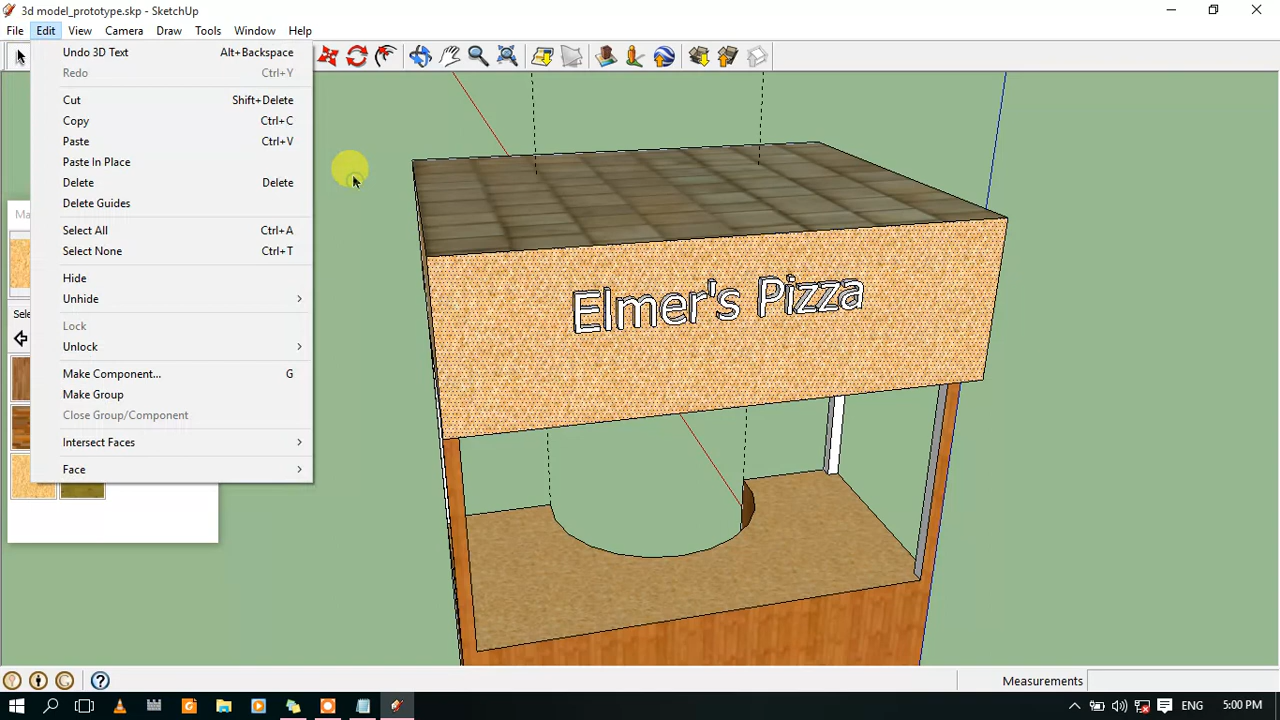 3d model_prototype.skp - SketchUp
File Edit View Camera Draw Tools Window Help
Undo 3D Text Alt+Backspace
Redo Ctrl+Y
Cut Shift+Delete
Copy Ctrl+C
Paste Ctrl+V
Paste In Place
Delete Delete
Delete Guides
Select All Ctrl+A
Select None Ctrl+T
Hide
Unhide
Lock
Unlock
Make Component... G
Make Group
Close Group/Component
Intersect Faces
Face
Elmer's Pizza
Measurements
ENG 5:00 PM